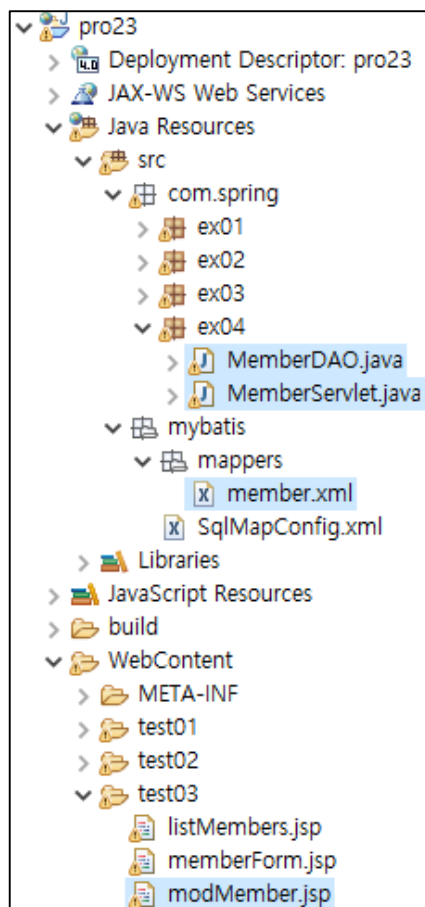 pro23
4.0
Deployment Descriptor: pro23
JAX-WS Web Services
Java Resources
src
com.spring
ex01
ex02
ex03
ex04
J
MemberDAO.java
J
MemberServlet.java
mybatis
mappers
x
member.xml
x
SqlMapConfig.xml
Libraries
JavaScript Resources
build
WebContent
META-INF
test01
test02
test03
listMembers.jsp
memberForm.jsp
modMember.jsp